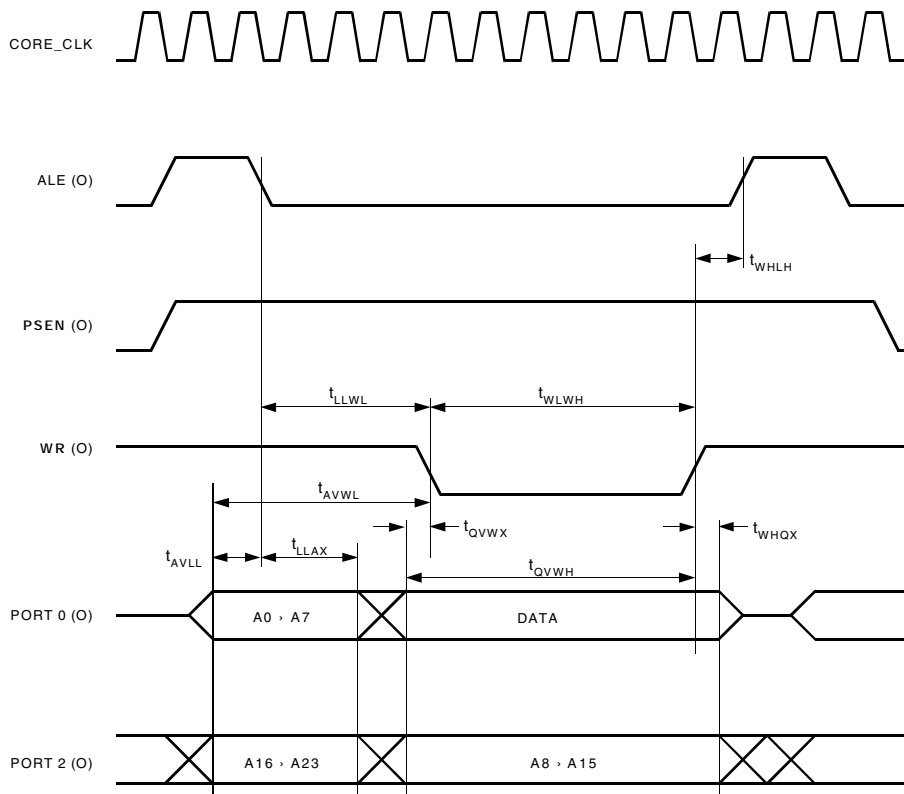 CORE_CLK
ALE (O)
t_WHLH
PSEN (O)
t_LLWL t_WLWH
WR (O)
t_AVWL
t_QVWX t_WHQX
t_AVLL t_LLAX t_QVWH
PORT 0 (O) A0 › A7 DATA
PORT 2 (O) A16 › A23 A8 › A15